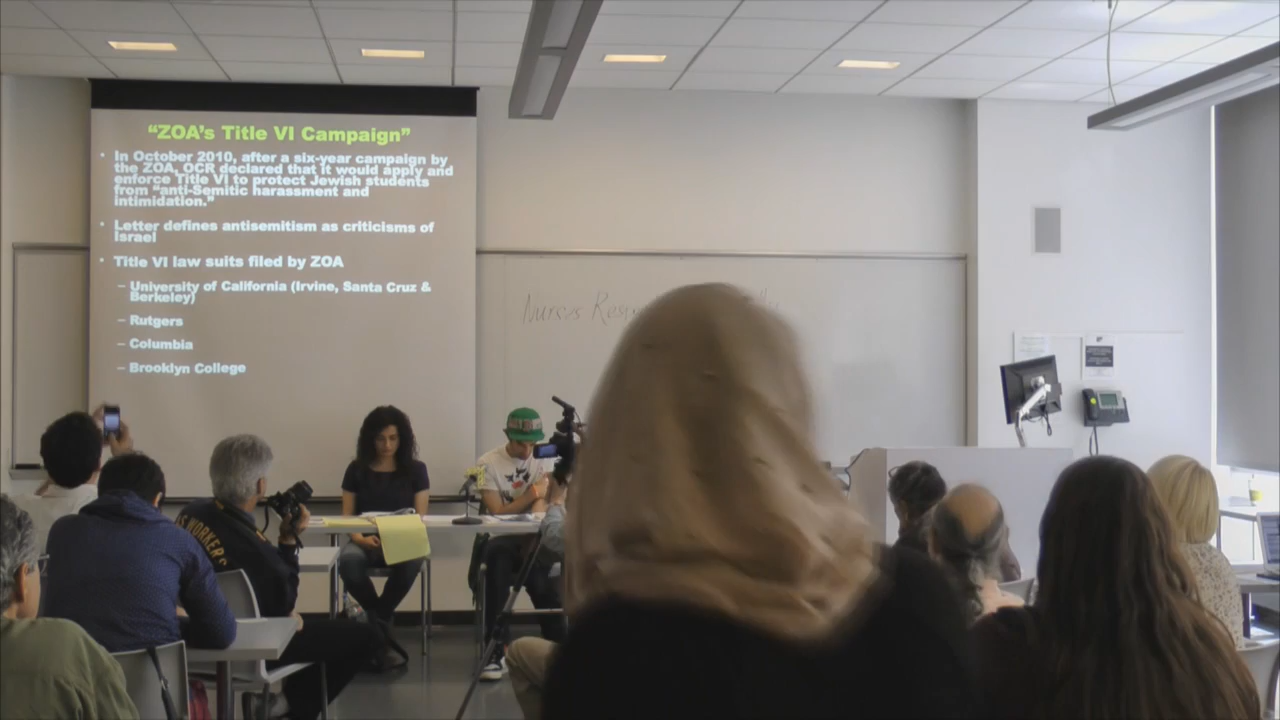 “ZOA’s Title VI Campaign”
• In October 2010, after a six-year campaign by
the ZOA, OCR declared that it would apply and
enforce Title VI to protect Jewish students
from “anti-Semitic harassment and
intimidation.”
• Letter defines antisemitism as criticisms of
Israel
• Title VI law suits filed by ZOA
– University of California (Irvine, Santa Cruz &
Berkeley)
– Rutgers
– Columbia
– Brooklyn College
Nurses
WORKERS